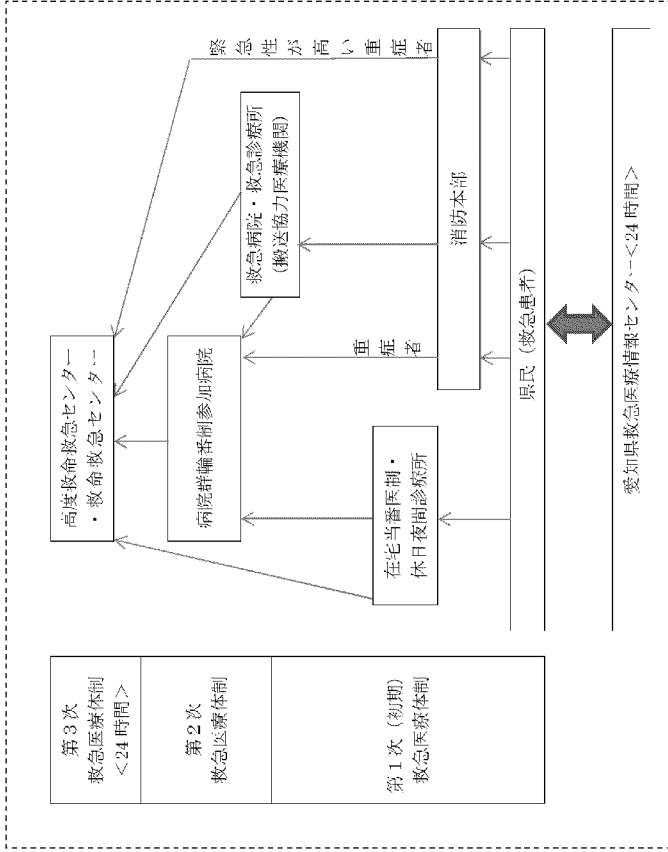 第３次
救急医療体制
＜24 時間＞
第２次
救急医療体制
第１次（初期）
救急医療体制
高度救命救急センター
・救命救急センター
病院群輪番制参加病院
救急病院・救急診療所
(搬送協力医療機関)
在宅当番医制・
休日夜間診療所
緊急性が高い重症者
重症者
消防本部
県民（救急患者）
愛知県救急医療情報センター＜24 時間＞